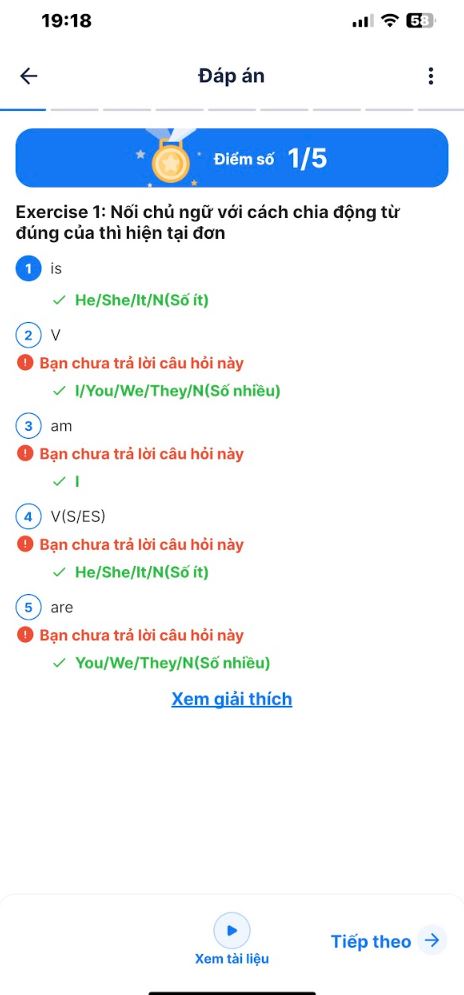 19:18
58
Đáp án
Điểm số 1/5
Exercise 1: Nối chủ ngữ với cách chia động từ
đúng của thì hiện tại đơn
1 is
He/She/It/N(Số ít)
2 V
Bạn chưa trả lời câu hỏi này
I/You/We/They/N(Số nhiều)
3 am
Bạn chưa trả lời câu hỏi này
I
4 V(S/ES)
Bạn chưa trả lời câu hỏi này
He/She/It/N(Số ít)
5 are
Bạn chưa trả lời câu hỏi này
You/We/They/N(Số nhiều)
Xem giải thích
Xem tài liệu
Tiếp theo